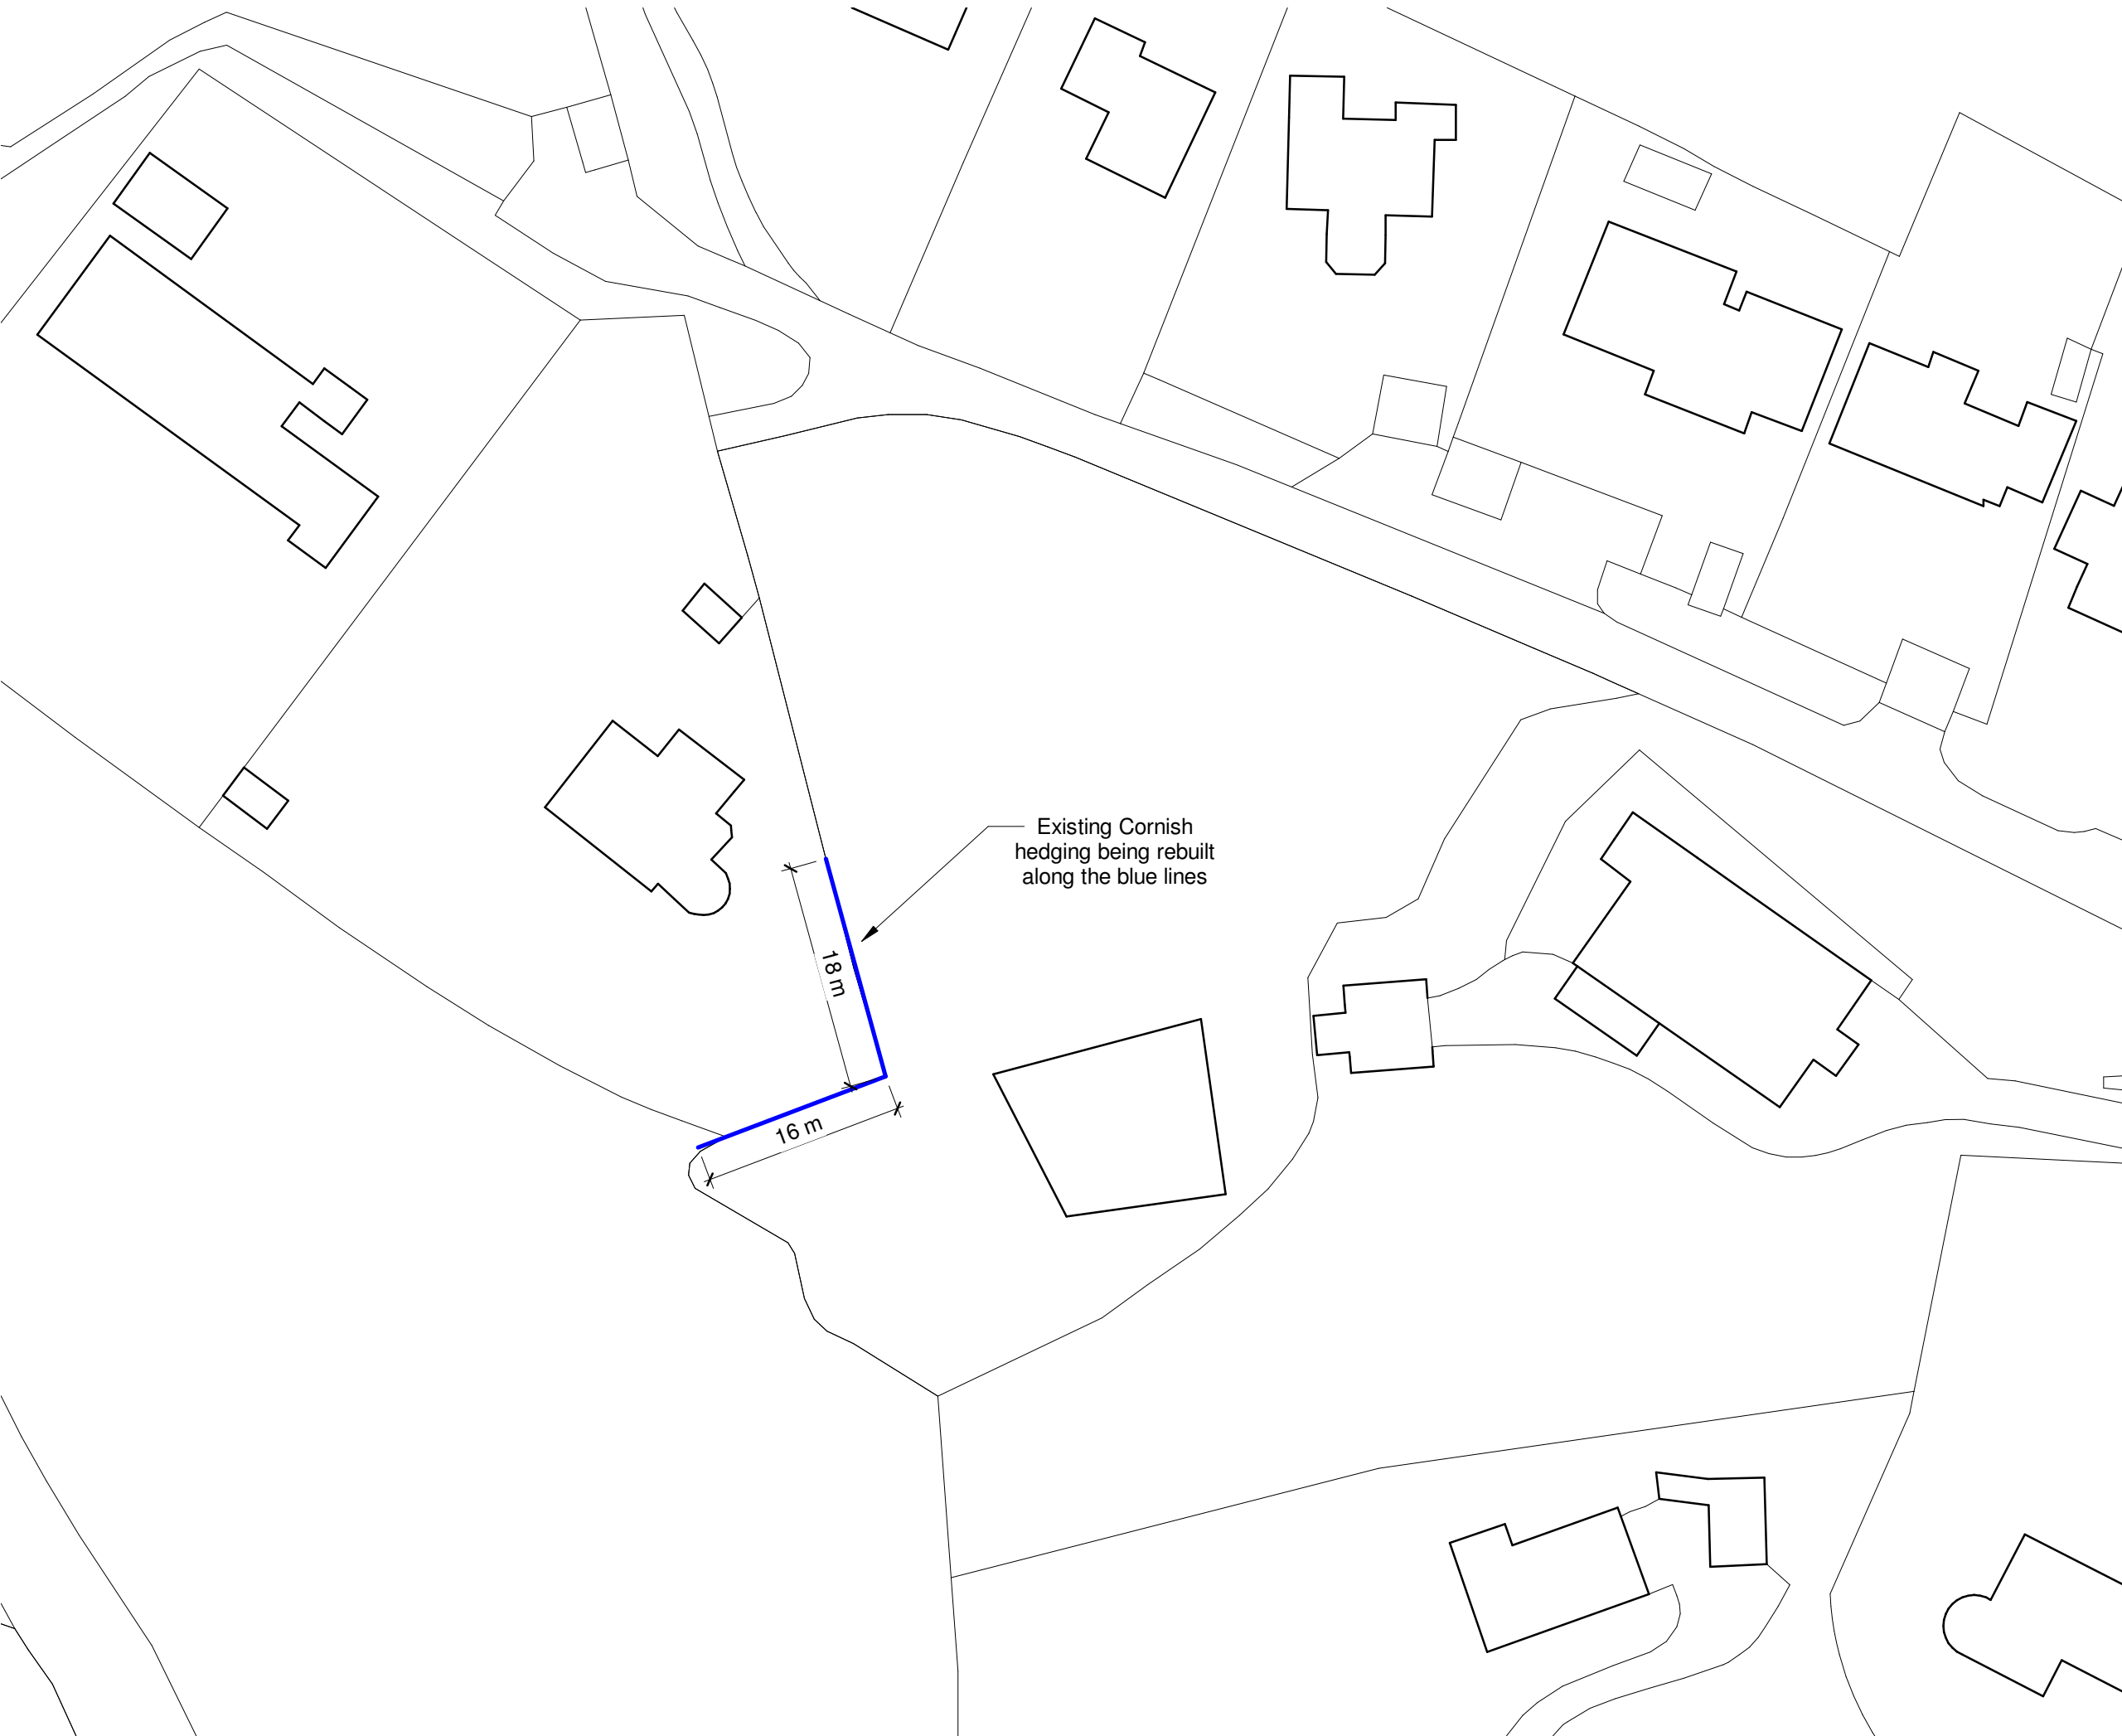 Existing Cornish
hedging being rebuilt
along the blue lines
18 m
16 m